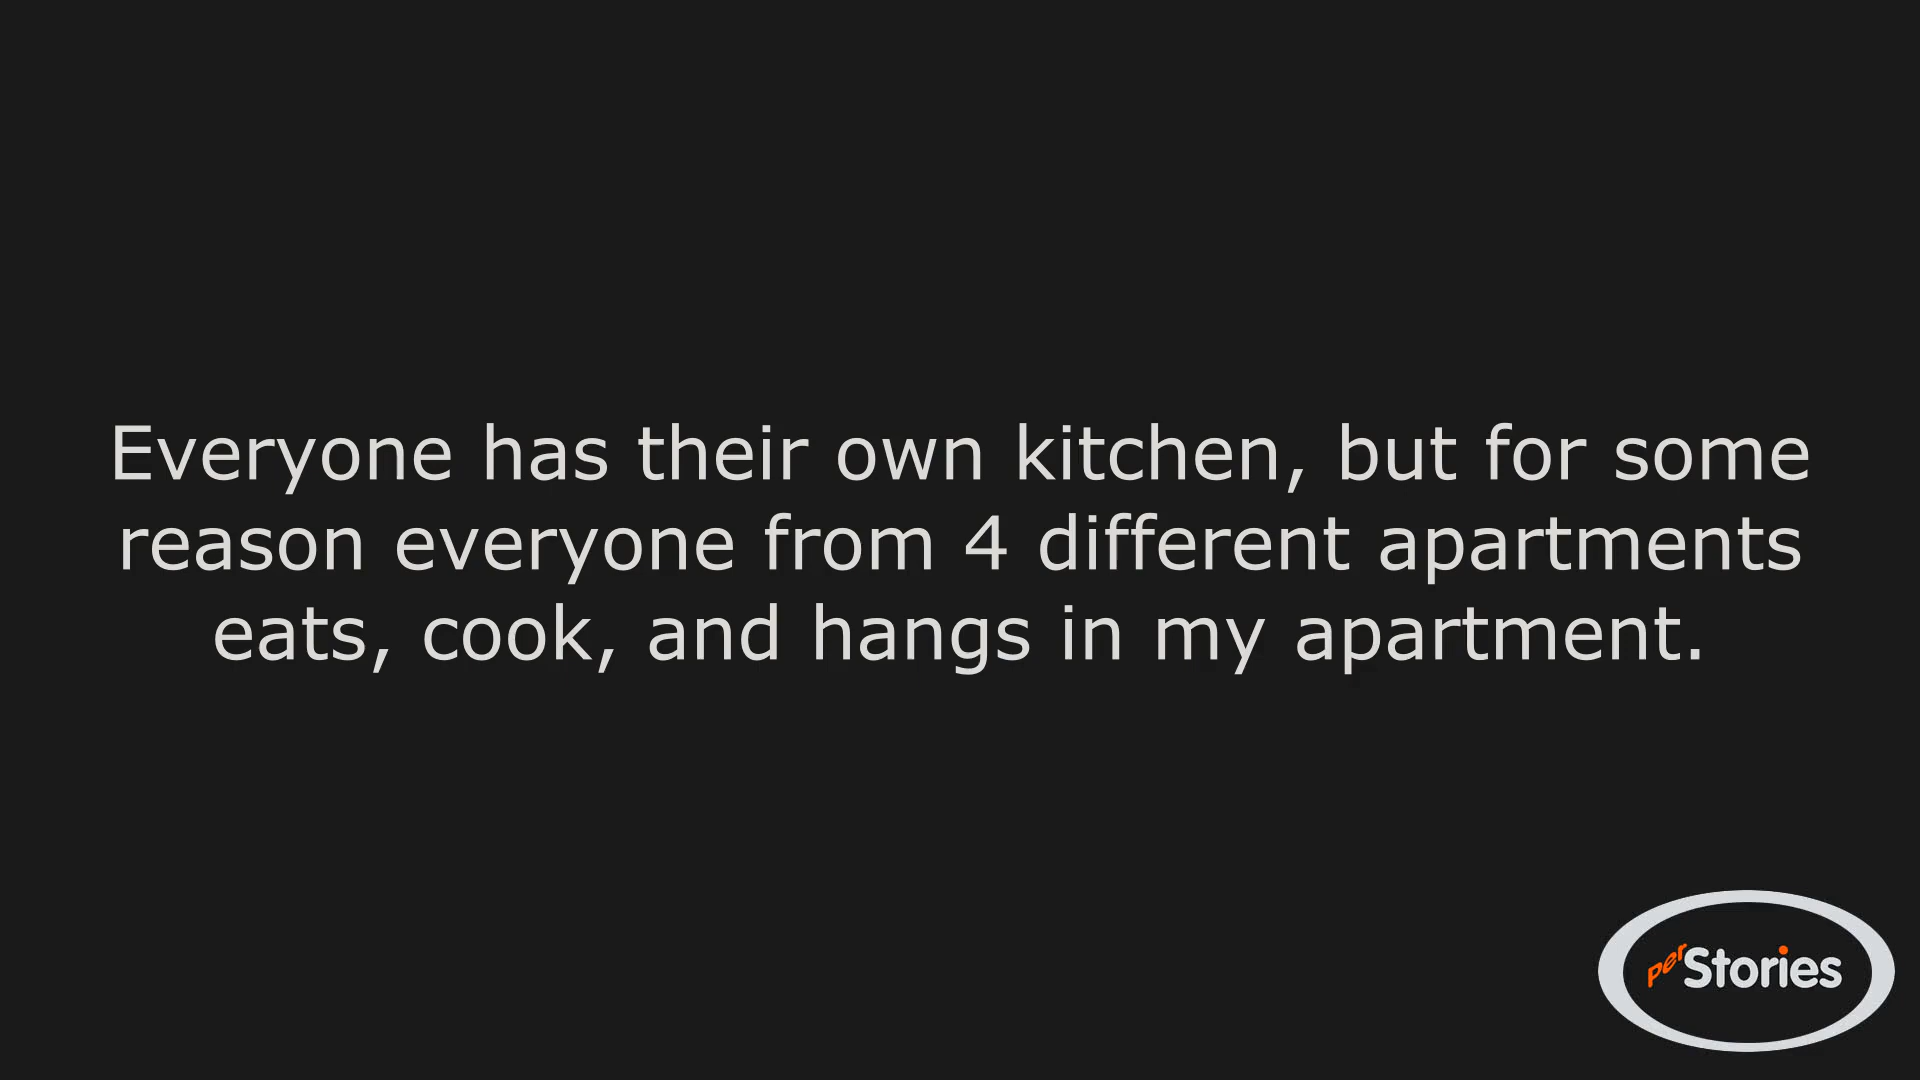 Everyone has their own kitchen, but for some
reason everyone from 4 different apartments
eats, cook, and hangs in my apartment.
perStories